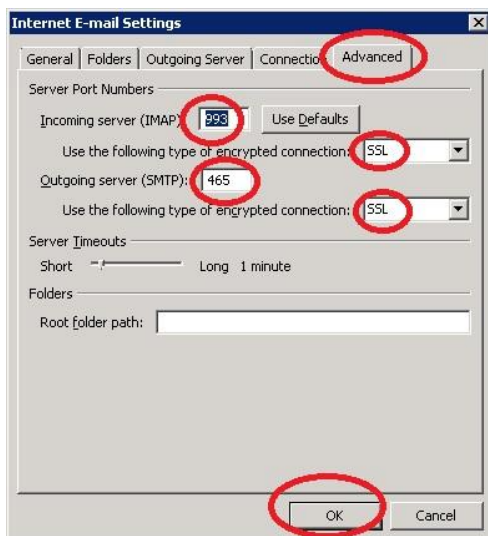 Internet E-mail Settings
General Folders Outgoing Server Connection Advanced
Server Port Numbers
Incoming server (IMAP) 993 Use Defaults
Use the following type of encrypted connection: SSL
Outgoing server (SMTP): 465
Use the following type of encrypted connection: SSL
Server Timeouts
Short Long 1 minute
Folders
Root folder path:
OK Cancel